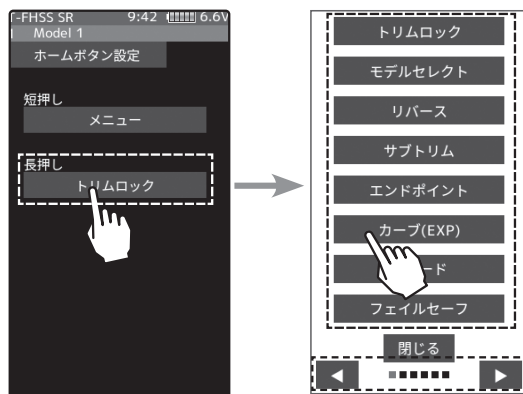 T-FHSS SR 9:42 6.6V
Model 1
ホームボタン設定
短押し
メニュー
長押し
トリムロック
トリムロック
モデルセレクト
リバース
サブトリム
エンドポイント
カーブ(EXP)
ード
フェイルセーフ
閉じる